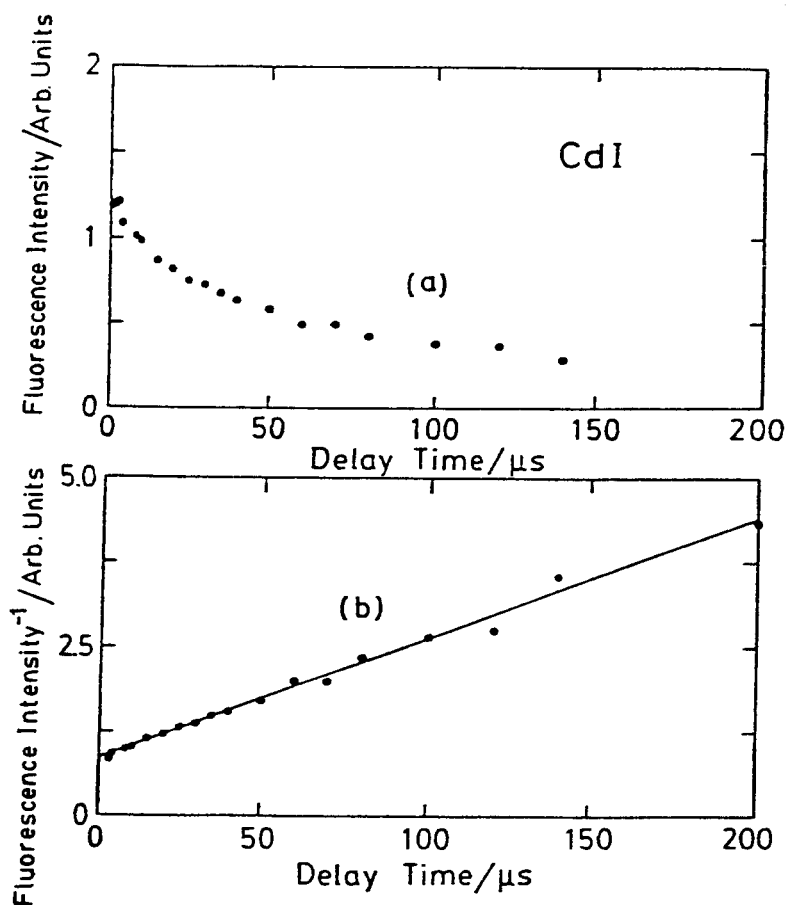 Fluorescence Intensity/Arb. Units
2
1
0
CdI
(a)
0 50 100 150 200
Delay Time/μs
Fluorescence Intensity⁻¹/Arb. Units
5.0
2.5
0
(b)
0 50 100 150 200
Delay Time/μs